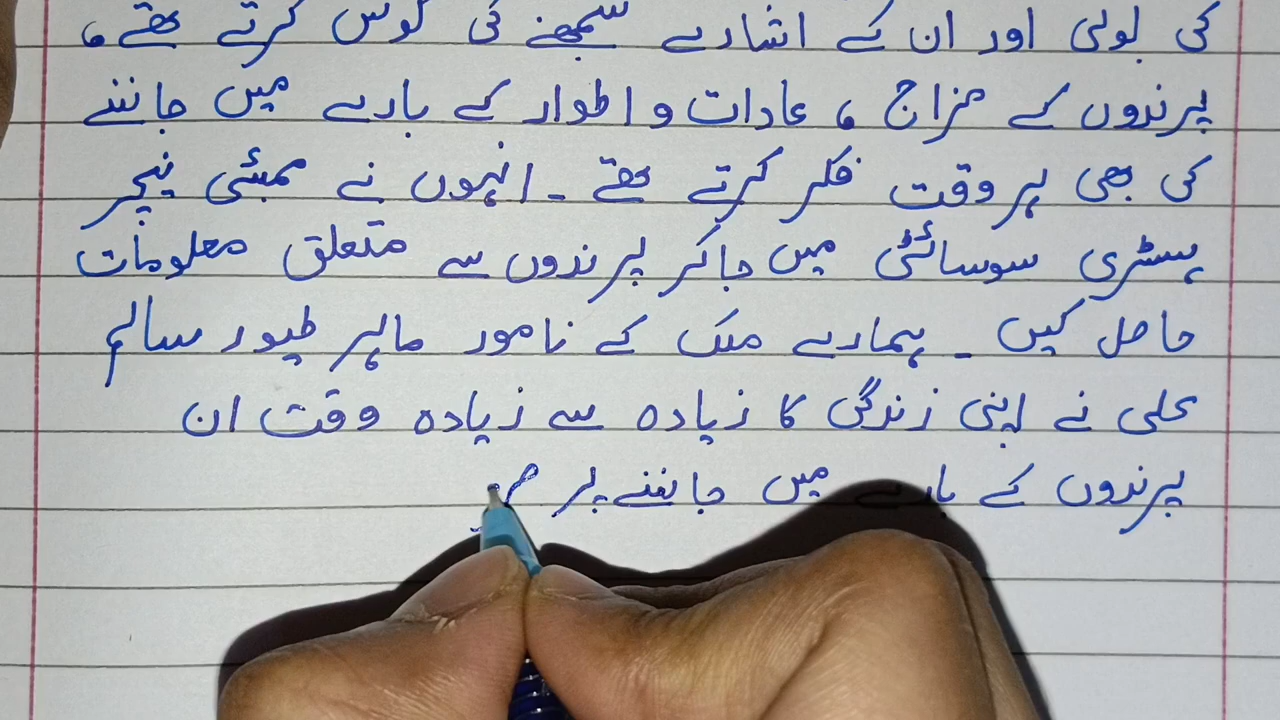 کی بولی اور ان کے اشارے سمجھنے کی کوشش کرتے تھے،
پرندوں کے مزاج، عادات و اطوار کے بارے میں جاننے
کی بھی ہر وقت فکر کرتے تھے۔ انہوں نے ممبئی نیچر
ہسٹری سوسائٹی میں جاکر پرندوں سے متعلق معلومات
حاصل کیں۔ ہمارے ملک کے نامور ماہر طیور سالم
علی نے اپنی زندگی کا زیادہ سے زیادہ وقت ان
پرندوں کے بارے میں جاننے پر